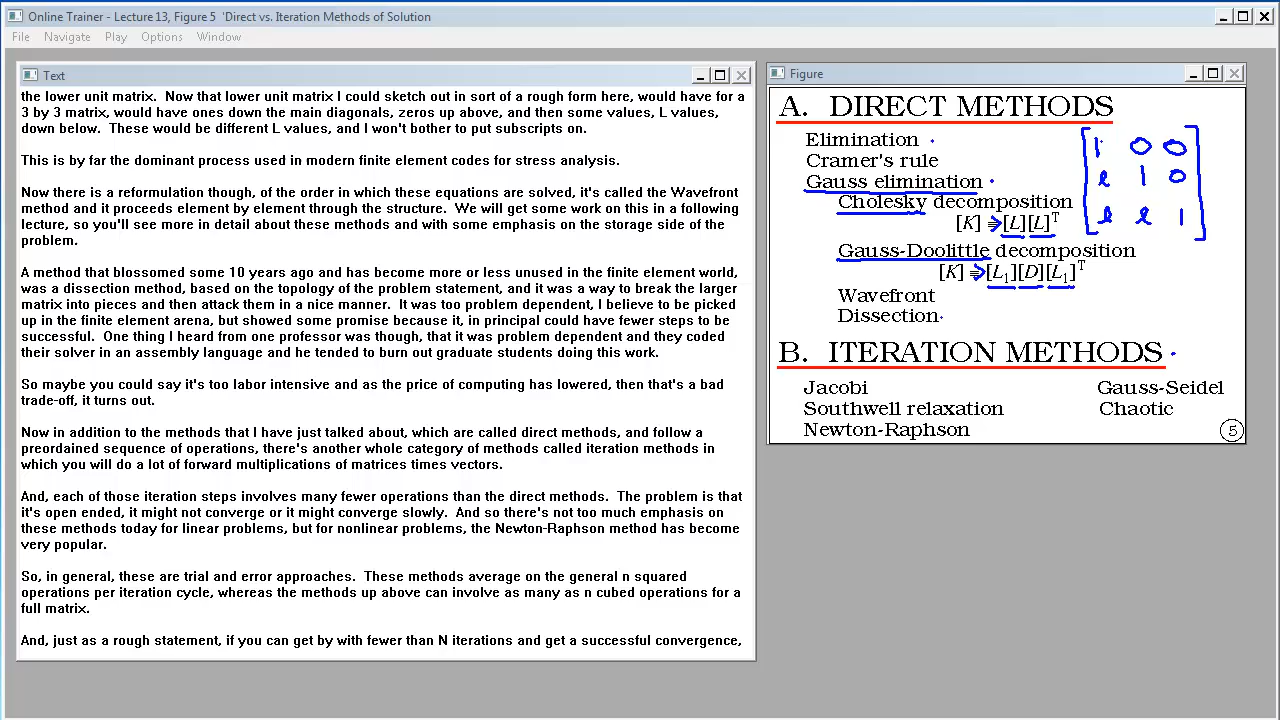 Online Trainer - Lecture 13, Figure 5 'Direct vs. Iteration Methods of Solution
File Navigate Play Options Window
Text
the lower unit matrix. Now that lower unit matrix I could sketch out in sort of a rough form here, would have for a
3 by 3 matrix, would have ones down the main diagonals, zeros up above, and then some values, L values,
down below. These would be different L values, and I won't bother to put subscripts on.
This is by far the dominant process used in modern finite element codes for stress analysis.
Now there is a reformulation though, of the order in which these equations are solved, it's called the Wavefront
method and it proceeds element by element through the structure. We will get some work on this in a following
lecture, so you'll see more in detail about these methods and with some emphasis on the storage side of the
problem.
A method that blossomed some 10 years ago and has become more or less unused in the finite element world,
was a dissection method, based on the topology of the problem statement, and it was a way to break the larger
matrix into pieces and then attack them in a nice manner. It was too problem dependent, I believe to be picked
up in the finite element arena, but showed some promise because it, in principal could have fewer steps to be
successful. One thing I heard from one professor was though, that it was problem dependent and they coded
their solver in an assembly language and he tended to burn out graduate students doing this work.
So maybe you could say it's too labor intensive and as the price of computing has lowered, then that's a bad
trade-off, it turns out.
Now in addition to the methods that I have just talked about, which are called direct methods, and follow a
preordained sequence of operations, there's another whole category of methods called iteration methods in
which you will do a lot of forward multiplications of matrices times vectors.
And, each of those iteration steps involves many fewer operations than the direct methods. The problem is that
it's open ended, it might not converge or it might converge slowly. And so there's not too much emphasis on
these methods today for linear problems, but for nonlinear problems, the Newton-Raphson method has become
very popular.
So, in general, these are trial and error approaches. These methods average on the general n squared
operations per iteration cycle, whereas the methods up above can involve as many as n cubed operations for a
full matrix.
And, just as a rough statement, if you can get by with fewer than N iterations and get a successful convergence,
Figure
A. DIRECT METHODS
Elimination
Cramer's rule
Gauss elimination
Cholesky decomposition
[K] ⇒ [L][L]ᵀ
Gauss-Doolittle decomposition
[K] ⇒ [L₁][D][L₁]ᵀ
Wavefront
Dissection
1 0 0
l 1 0
l l 1
B. ITERATION METHODS
Jacobi Gauss-Seidel
Southwell relaxation Chaotic
Newton-Raphson
5